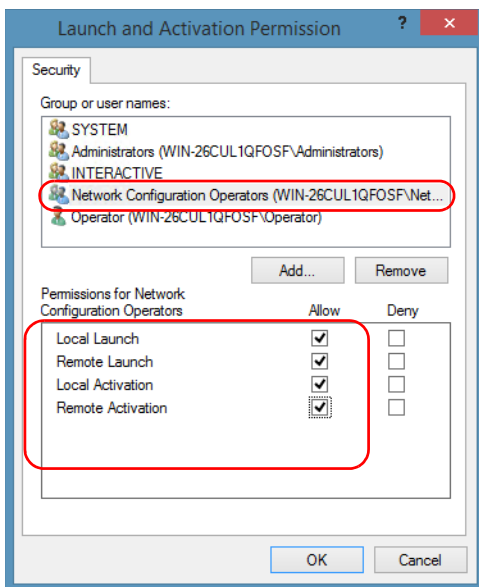 Launch and Activation Permission ? ×
Security
Group or user names:
SYSTEM
Administrators (WIN-26CUL1QFOSF\Administrators)
INTERACTIVE
Network Configuration Operators (WIN-26CUL1QFOSF\Net...
Operator (WIN-26CUL1QFOSF\Operator)
Add... Remove
Permissions for Network
Configuration Operators Allow Deny
Local Launch
Remote Launch
Local Activation
Remote Activation
OK Cancel